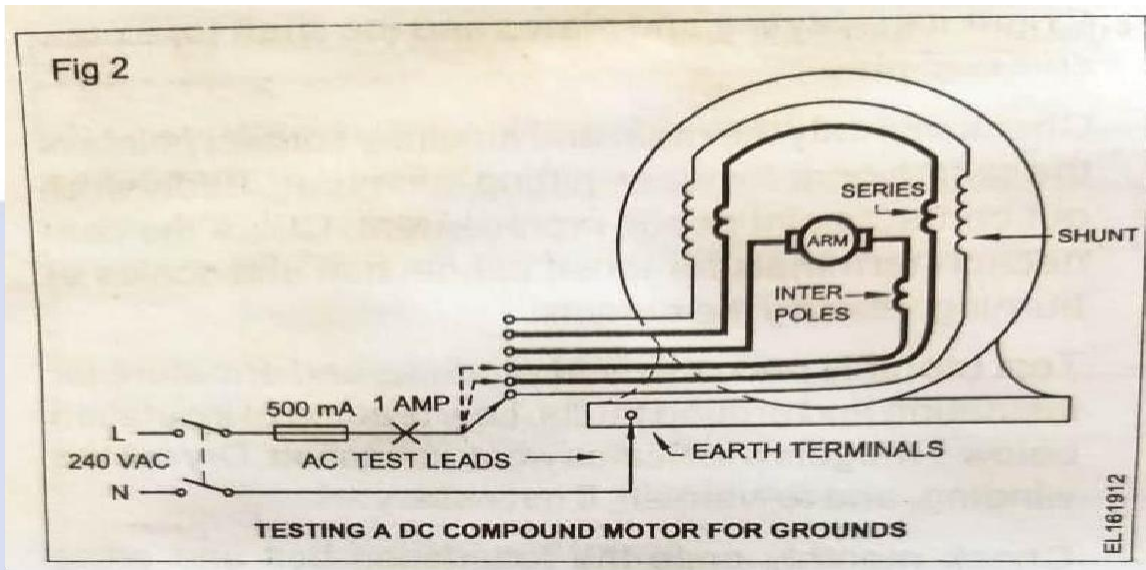 Fig 2
SERIES
ARM
SHUNT
INTER
POLES
500 mA
1 AMP
L
240 VAC
AC TEST LEADS
EARTH TERMINALS
N
TESTING A DC COMPOUND MOTOR FOR GROUNDS
EL161912